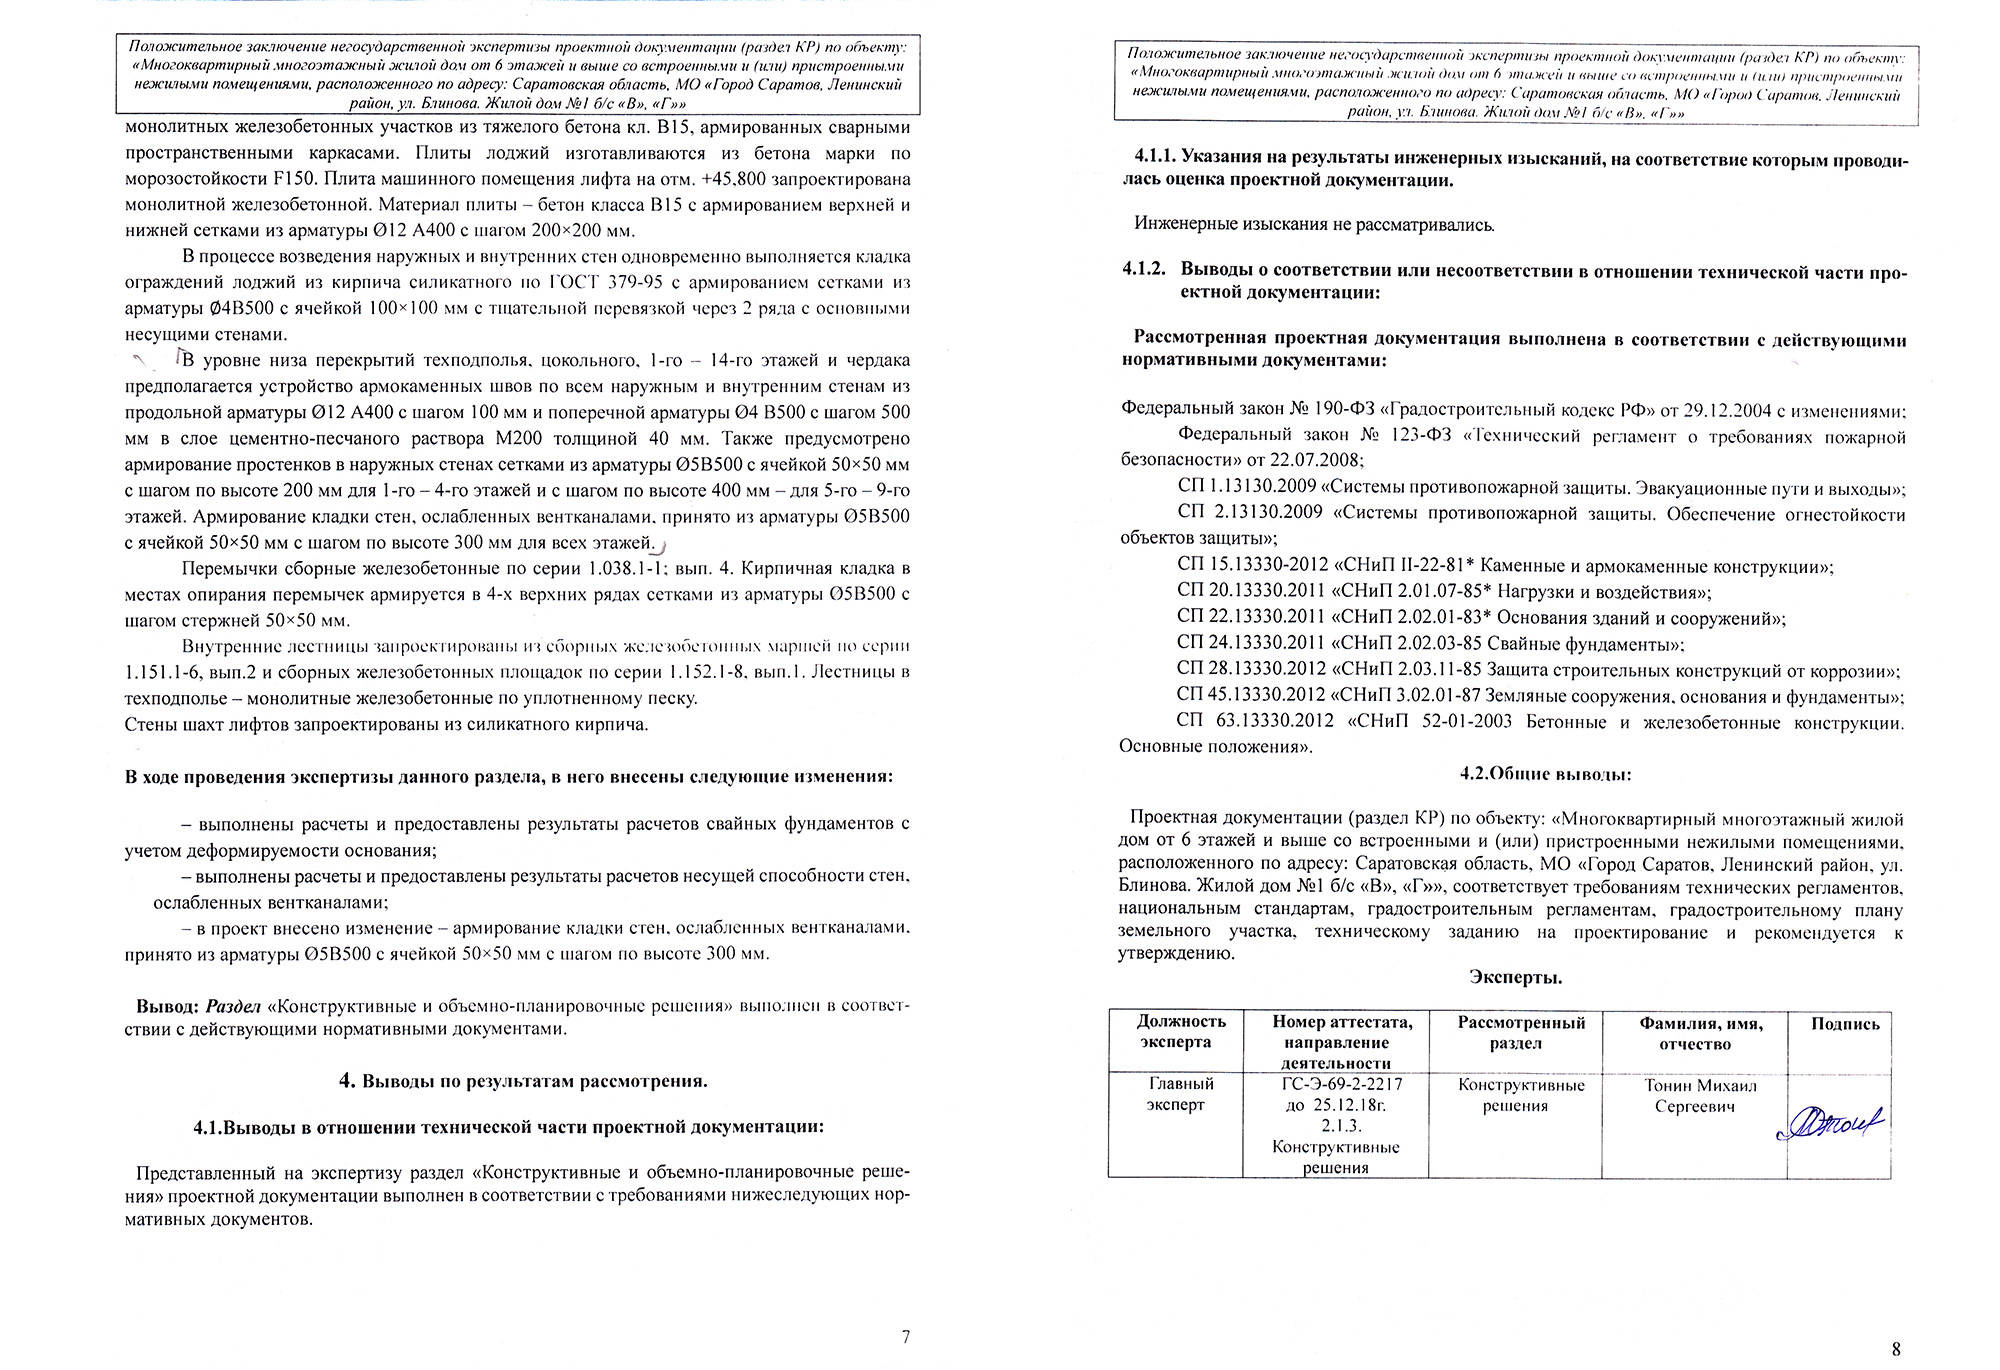 Положительное заключение негосударственной экспертизы проектной документации (раздел КР) по объекту:
«Многоквартирный многоэтажный жилой дом от 6 этажей и выше со встроенными и (или) пристроенными
нежилыми помещениями, расположенного по адресу: Саратовская область, МО «Город Саратов, Ленинский
район, ул. Блинова. Жилой дом №1 б/с «В», «Г»»
монолитных железобетонных участков из тяжелого бетона кл. В15, армированных сварными
пространственными каркасами. Плиты лоджий изготавливаются из бетона марки по
морозостойкости F150. Плита машинного помещения лифта на отм. +45,800 запроектирована
монолитной железобетонной. Материал плиты – бетон класса В15 с армированием верхней и
нижней сетками из арматуры Ø12 А400 с шагом 200×200 мм.
В процессе возведения наружных и внутренних стен одновременно выполняется кладка
ограждений лоджий из кирпича силикатного по ГОСТ 379-95 с армированием сетками из
арматуры Ø4В500 с ячейкой 100×100 мм с тщательной перевязкой через 2 ряда с основными
несущими стенами.
В уровне низа перекрытий техподполья, цокольного, 1-го – 14-го этажей и чердака
предполагается устройство армокаменных швов по всем наружным и внутренним стенам из
продольной арматуры Ø12 А400 с шагом 100 мм и поперечной арматуры Ø4 В500 с шагом 500
мм в слое цементно-песчаного раствора М200 толщиной 40 мм. Также предусмотрено
армирование простенков в наружных стенах сетками из арматуры Ø5В500 с ячейкой 50×50 мм
с шагом по высоте 200 мм для 1-го – 4-го этажей и с шагом по высоте 400 мм – для 5-го – 9-го
этажей. Армирование кладки стен, ослабленных вентканалами, принято из арматуры Ø5В500
с ячейкой 50×50 мм с шагом по высоте 300 мм для всех этажей.
Перемычки сборные железобетонные по серии 1.038.1-1; вып. 4. Кирпичная кладка в
местах опирания перемычек армируется в 4-х верхних рядах сетками из арматуры Ø5В500 с
шагом стержней 50×50 мм.
Внутренние лестницы запроектированы из сборных железобетонных маршей по серии
1.151.1-6, вып.2 и сборных железобетонных площадок по серии 1.152.1-8, вып.1. Лестницы в
техподполье – монолитные железобетонные по уплотненному песку.
Стены шахт лифтов запроектированы из силикатного кирпича.
В ходе проведения экспертизы данного раздела, в него внесены следующие изменения:
– выполнены расчеты и предоставлены результаты расчетов свайных фундаментов с
учетом деформируемости основания;
– выполнены расчеты и предоставлены результаты расчетов несущей способности стен,
ослабленных вентканалами;
– в проект внесено изменение – армирование кладки стен, ослабленных вентканалами,
принято из арматуры Ø5В500 с ячейкой 50×50 мм с шагом по высоте 300 мм.
Вывод: Раздел «Конструктивные и объемно-планировочные решения» выполнен в соответ-
ствии с действующими нормативными документами.
4. Выводы по результатам рассмотрения.
4.1.Выводы в отношении технической части проектной документации:
Представленный на экспертизу раздел «Конструктивные и объемно-планировочные реше-
ния» проектной документации выполнен в соответствии с требованиями нижеследующих нор-
мативных документов.
7
Положительное заключение негосударственной экспертизы проектной документации (раздел КР) по объекту:
«Многоквартирный многоэтажный жилой дом от 6 этажей и выше со встроенными и (или) пристроенными
нежилыми помещениями, расположенного по адресу: Саратовская область, МО «Город Саратов, Ленинский
район, ул. Блинова. Жилой дом №1 б/с «В», «Г»»
4.1.1. Указания на результаты инженерных изысканий, на соответствие которым проводи-
лась оценка проектной документации.
Инженерные изыскания не рассматривались.
4.1.2. Выводы о соответствии или несоответствии в отношении технической части про-
ектной документации:
Рассмотренная проектная документация выполнена в соответствии с действующими
нормативными документами:
Федеральный закон № 190-ФЗ «Градостроительный кодекс РФ» от 29.12.2004 с изменениями;
Федеральный закон № 123-ФЗ «Технический регламент о требованиях пожарной
безопасности» от 22.07.2008;
СП 1.13130.2009 «Системы противопожарной защиты. Эвакуационные пути и выходы»;
СП 2.13130.2009 «Системы противопожарной защиты. Обеспечение огнестойкости
объектов защиты»;
СП 15.13330-2012 «СНиП II-22-81* Каменные и армокаменные конструкции»;
СП 20.13330.2011 «СНиП 2.01.07-85* Нагрузки и воздействия»;
СП 22.13330.2011 «СНиП 2.02.01-83* Основания зданий и сооружений»;
СП 24.13330.2011 «СНиП 2.02.03-85 Свайные фундаменты»;
СП 28.13330.2012 «СНиП 2.03.11-85 Защита строительных конструкций от коррозии»;
СП 45.13330.2012 «СНиП 3.02.01-87 Земляные сооружения, основания и фундаменты»;
СП 63.13330.2012 «СНиП 52-01-2003 Бетонные и железобетонные конструкции.
Основные положения».
4.2.Общие выводы:
Проектная документации (раздел КР) по объекту: «Многоквартирный многоэтажный жилой
дом от 6 этажей и выше со встроенными и (или) пристроенными нежилыми помещениями,
расположенного по адресу: Саратовская область, МО «Город Саратов, Ленинский район, ул.
Блинова. Жилой дом №1 б/с «В», «Г»», соответствует требованиям технических регламентов,
национальным стандартам, градостроительным регламентам, градостроительному плану
земельного участка, техническому заданию на проектирование и рекомендуется к
утверждению.
Эксперты.
Должность эксперта Номер аттестата, направление деятельности Рассмотренный раздел Фамилия, имя, отчество Подпись
Главный эксперт ГС-Э-69-2-2217 до 25.12.18г. 2.1.3. Конструктивные решения Конструктивные решения Тонин Михаил Сергеевич
8